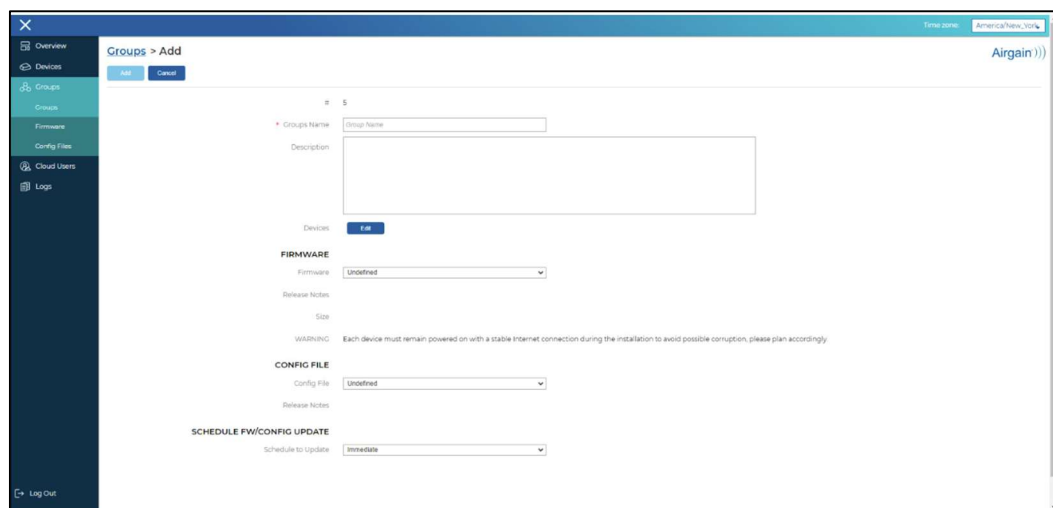 Time zone: America/New_York
Overview
Devices
Groups
Groups
Firmware
Config Files
Cloud Users
Logs
Log Out
Groups > Add
Airgain
Add Cancel
# 5
* Groups Name Group Name
Description
Devices Edit
FIRMWARE
Firmware Undefined
Release Notes
Size
WARNING Each device must remain powered on with a stable Internet connection during the installation to avoid possible corruption, please plan accordingly.
CONFIG FILE
Config File Undefined
Release Notes
SCHEDULE FW/CONFIG UPDATE
Schedule to Update Immediate